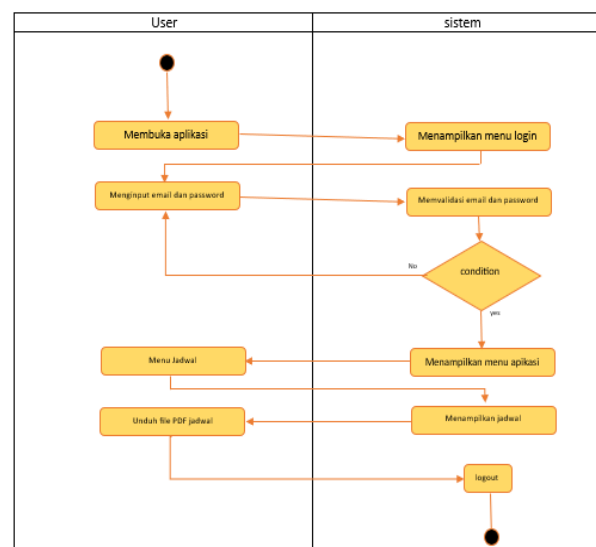 User
sistem
Membuka aplikasi
Menampilkan menu login
Menginput email dan password
Memvalidasi email dan password
No
condition
yes
Menu Jadwal
Menampilkan menu apikasi
Unduh file PDF jadwal
Menampilkan jadwal
logout